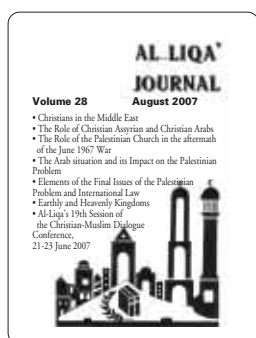 AL-LIQA'
JOURNAL
Volume 28 August 2007
• Christians in the Middle East
• The Role of Christian Assyrian and Christian Arabs
• The Role of the Palestinian Church in the aftermath
of the June 1967 War
• The Arab situation and its Impact on the Palestinian
Problem
• Elements of the Final Issues of the Palestinian
Problem and International Law
• Earthly and Heavenly Kingdoms
• Al-Liqa's 19th Session of
the Christian-Muslim Dialogue
Conference,
21-23 June 2007